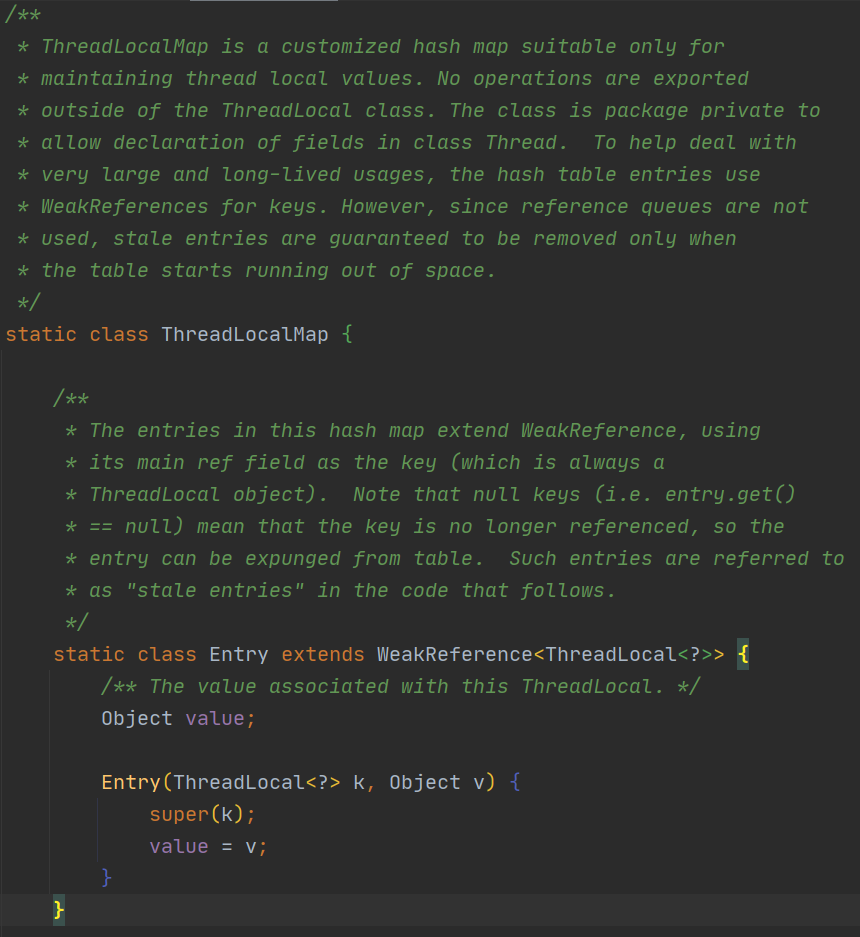 /**
 * ThreadLocalMap is a customized hash map suitable only for
 * maintaining thread local values. No operations are exported
 * outside of the ThreadLocal class. The class is package private to
 * allow declaration of fields in class Thread.  To help deal with
 * very large and long-lived usages, the hash table entries use
 * WeakReferences for keys. However, since reference queues are not
 * used, stale entries are guaranteed to be removed only when
 * the table starts running out of space.
 */
static class ThreadLocalMap {

    /**
     * The entries in this hash map extend WeakReference, using
     * its main ref field as the key (which is always a
     * ThreadLocal object).  Note that null keys (i.e. entry.get()
     * == null) mean that the key is no longer referenced, so the
     * entry can be expunged from table.  Such entries are referred to
     * as "stale entries" in the code that follows.
     */
    static class Entry extends WeakReference<ThreadLocal<?>> {
        /** The value associated with this ThreadLocal. */
        Object value;

        Entry(ThreadLocal<?> k, Object v) {
            super(k);
            value = v;
        }
    }